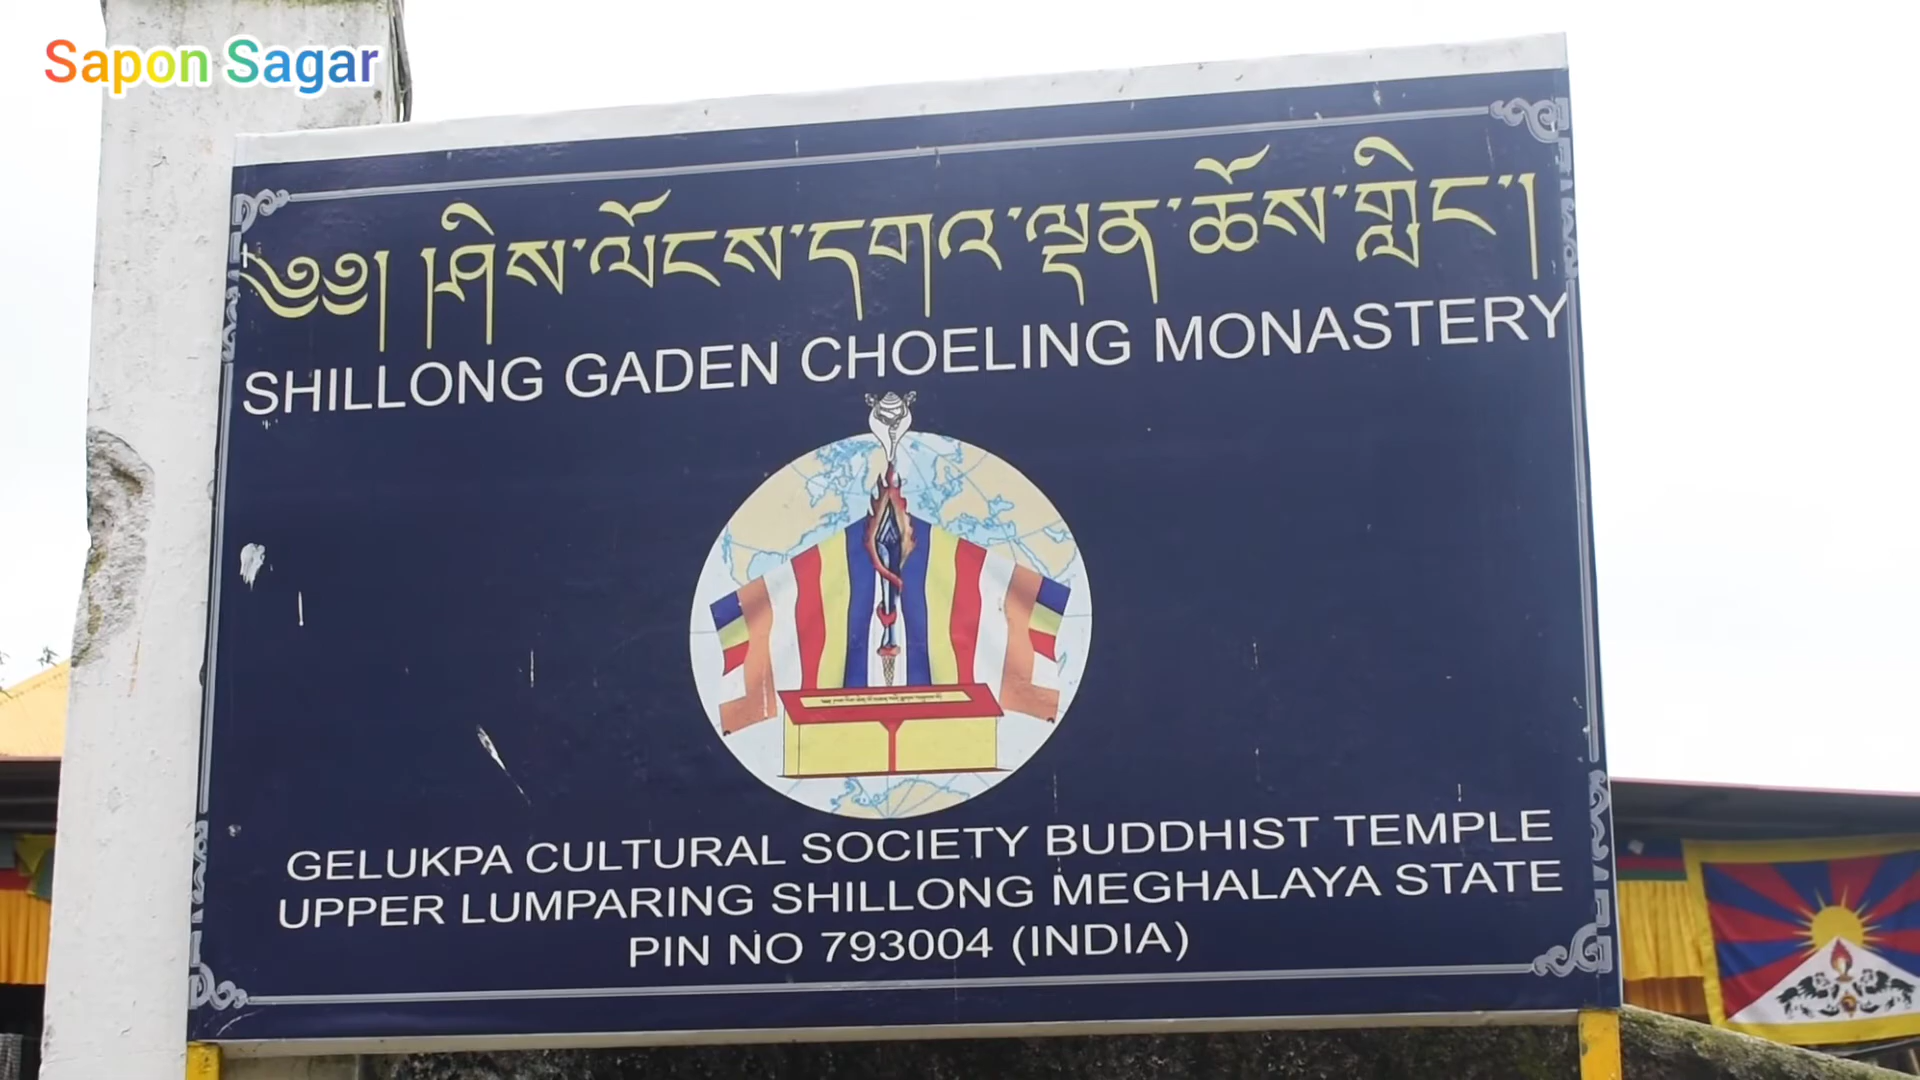 Sapon Sagar
༄༅། །ཤིས་ལོངས་དགའ་ལྡན་ཆོས་གླིང་།
SHILLONG GADEN CHOELING MONASTERY
GELUKPA CULTURAL SOCIETY BUDDHIST TEMPLE
UPPER LUMPARING SHILLONG MEGHALAYA STATE
PIN NO 793004 (INDIA)